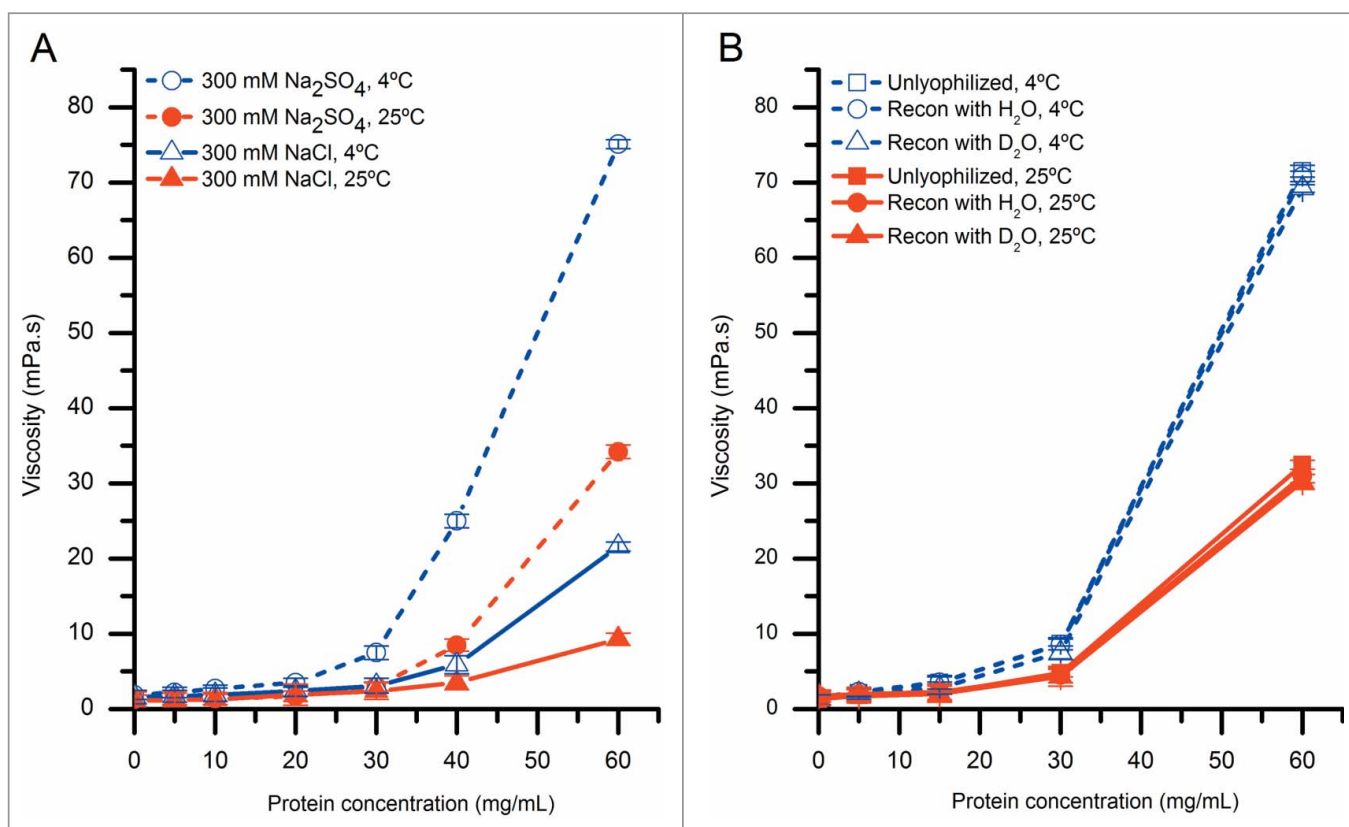 A
300 mM Na₂SO₄, 4ºC
300 mM Na₂SO₄, 25ºC
300 mM NaCl, 4ºC
300 mM NaCl, 25ºC
80
70
60
50
40
30
20
10
0
Viscosity (mPa.s)
0 10 20 30 40 50 60
Protein concentration (mg/mL)
B
Unlyophilized, 4ºC
Recon with H₂O, 4ºC
Recon with D₂O, 4ºC
Unlyophilized, 25ºC
Recon with H₂O, 25ºC
Recon with D₂O, 25ºC
80
70
60
50
40
30
20
10
0
Viscosity (mPa.s)
0 10 20 30 40 50 60
Protein concentration (mg/mL)